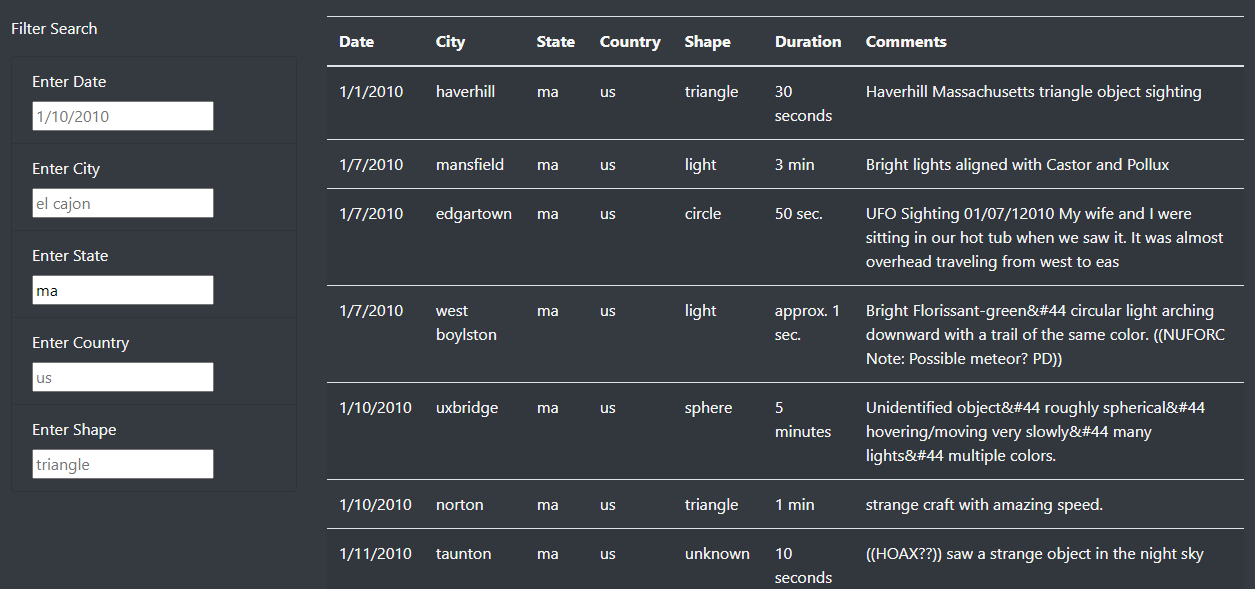 Filter Search
Enter Date
1/10/2010
Enter City
el cajon
Enter State
ma
Enter Country
us
Enter Shape
triangle
Date City State Country Shape Duration Comments
1/1/2010 haverhill ma us triangle 30 Haverhill Massachusetts triangle object sighting
seconds
1/7/2010 mansfield ma us light 3 min Bright lights aligned with Castor and Pollux
1/7/2010 edgartown ma us circle 50 sec. UFO Sighting 01/07/12010 My wife and I were
sitting in our hot tub when we saw it. It was almost
overhead traveling from west to eas
1/7/2010 west ma us light approx. 1 Bright Florissant-green&#44 circular light arching
boylston sec. downward with a trail of the same color. ((NUFORC
Note: Possible meteor? PD))
1/10/2010 uxbridge ma us sphere 5 Unidentified object&#44 roughly spherical&#44
minutes hovering/moving very slowly&#44 many
lights&#44 multiple colors.
1/10/2010 norton ma us triangle 1 min strange craft with amazing speed.
1/11/2010 taunton ma us unknown 10 ((HOAX??)) saw a strange object in the night sky
seconds